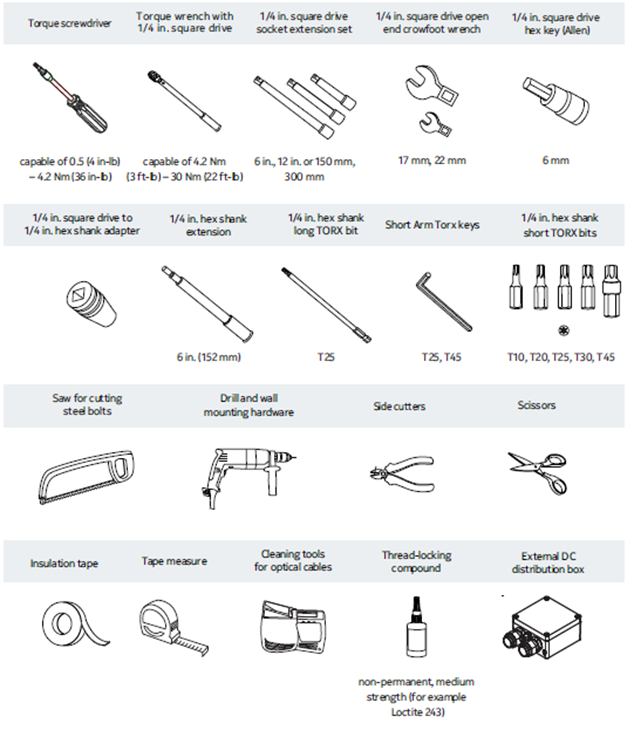 Torque screwdriver
Torque wrench with
1/4 in. square drive
1/4 in. square drive
socket extension set
1/4 in. square drive open
end crowfoot wrench
1/4 in. square drive
hex key (Allen)
capable of 0.5 (4 in-lb)
– 4.2 Nm (36 in-lb)
capable of 4.2 Nm
(3 ft-lb) – 30 Nm (22 ft-lb)
6 in., 12 in. or 150 mm,
300 mm
17 mm, 22 mm
6 mm
1/4 in. square drive to
1/4 in. hex shank adapter
1/4 in. hex shank
extension
1/4 in. hex shank
long TORX bit
Short Arm Torx keys
1/4 in. hex shank
short TORX bits
6 in. (152 mm)
T25
T25, T45
T10, T20, T25, T30, T45
Saw for cutting
steel bolts
Drill and wall
mounting hardware
Side cutters
Scissors
Insulation tape
Tape measure
Cleaning tools
for optical cables
Thread-locking
compound
External DC
distribution box
non-permanent, medium
strength (for example
Loctite 243)